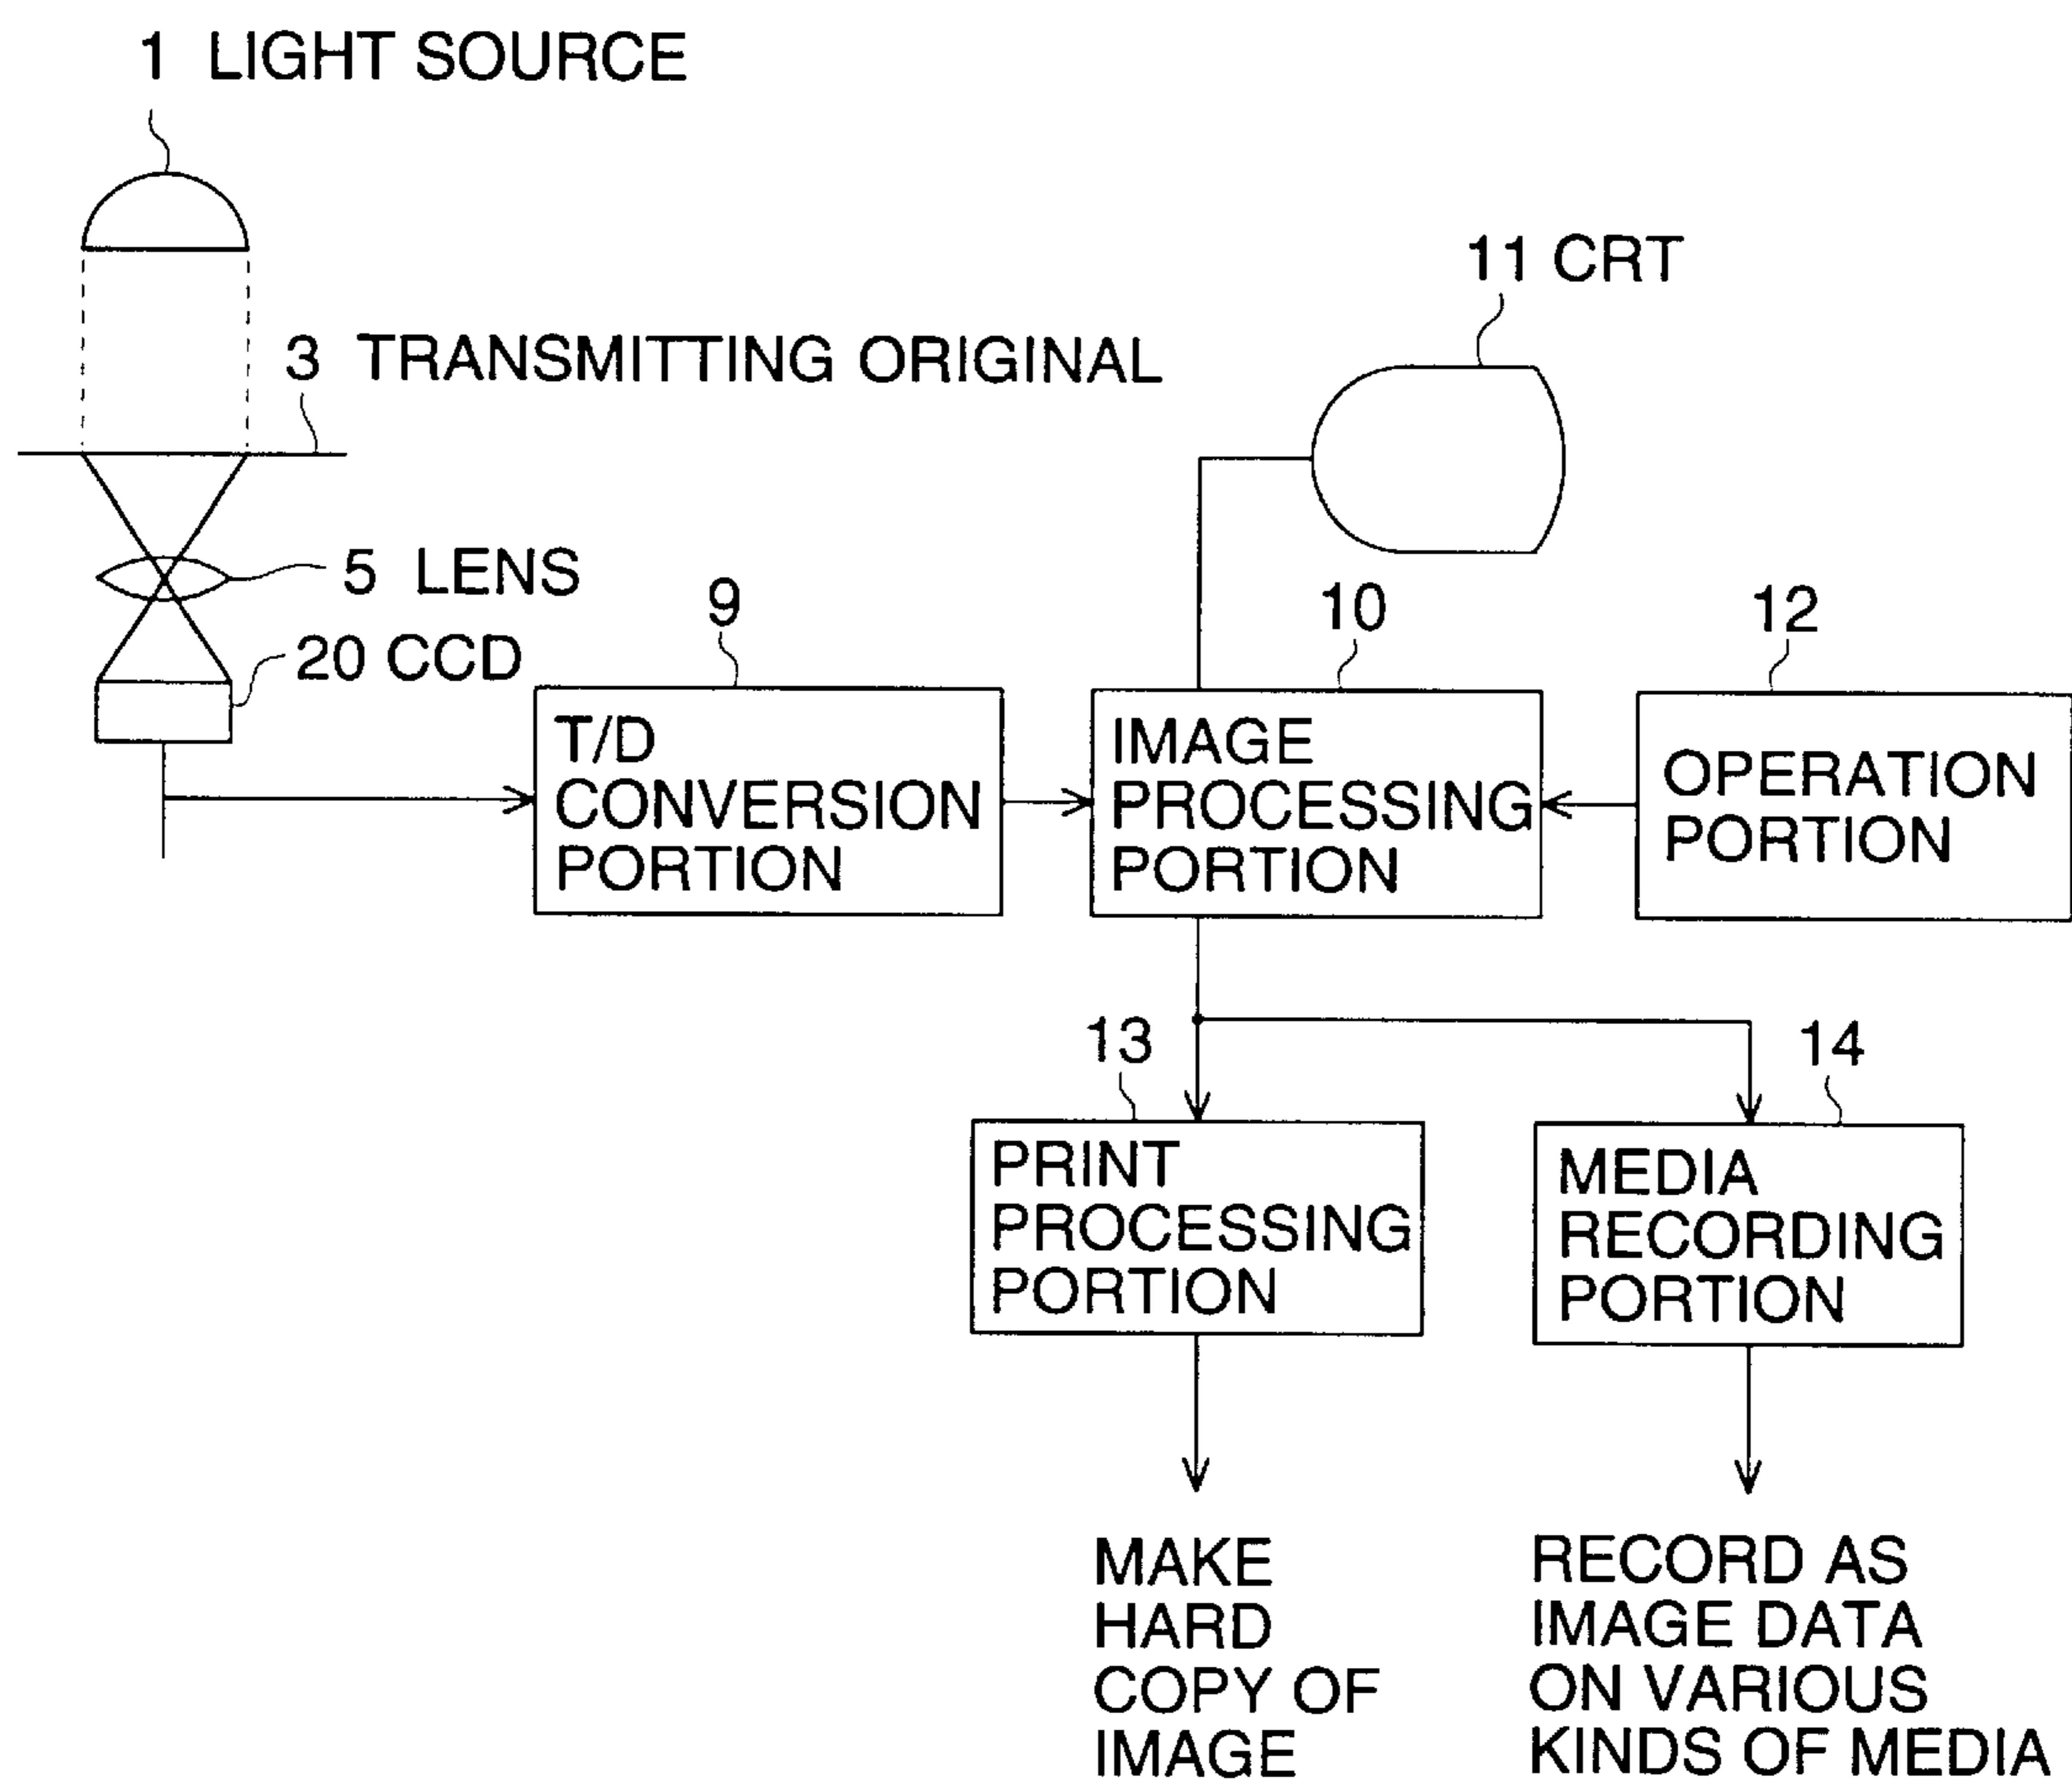 1 LIGHT SOURCE
11 CRT
3 TRANSMITTING ORIGINAL
5 LENS
20 CCD
9
T/D
CONVERSION
PORTION
10
IMAGE
PROCESSING
PORTION
12
OPERATION
PORTION
13
PRINT
PROCESSING
PORTION
14
MEDIA
RECORDING
PORTION
MAKE
HARD
COPY OF
IMAGE
RECORD AS
IMAGE DATA
ON VARIOUS
KINDS OF MEDIA